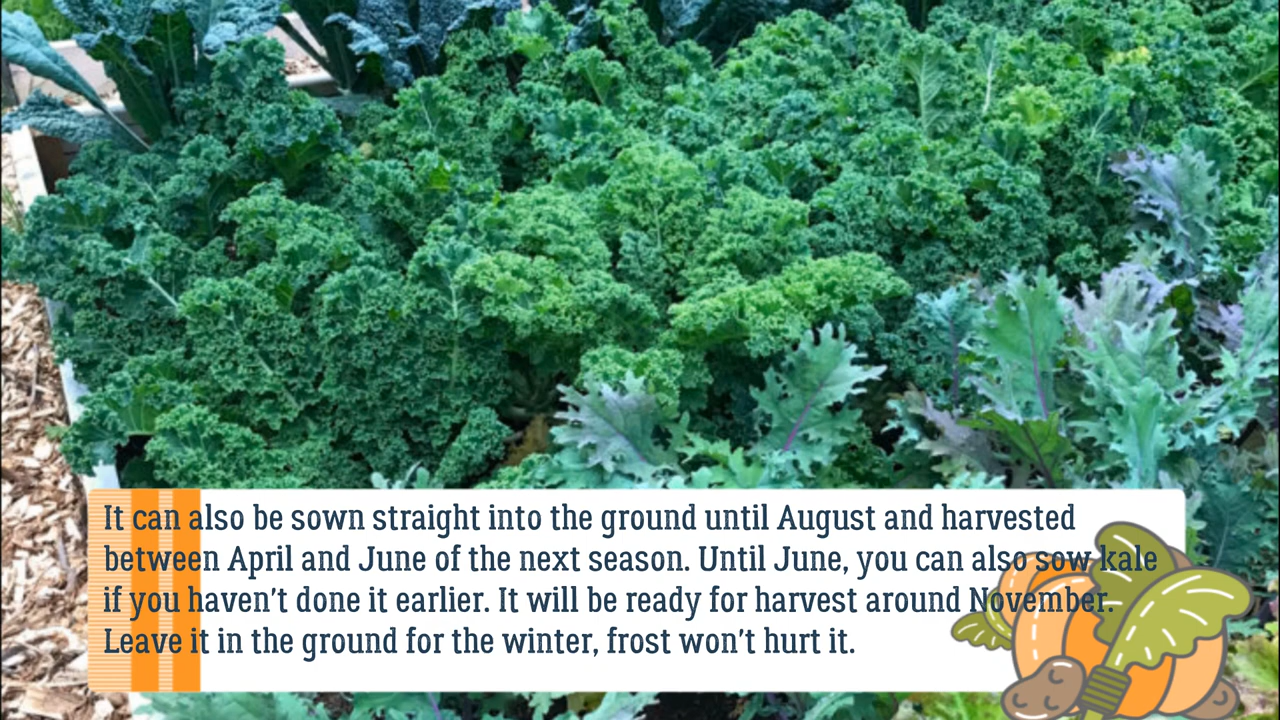 It can also be sown straight into the ground until August and harvested
between April and June of the next season. Until June, you can also sow kale
if you haven't done it earlier. It will be ready for harvest around November.
Leave it in the ground for the winter, frost won't hurt it.